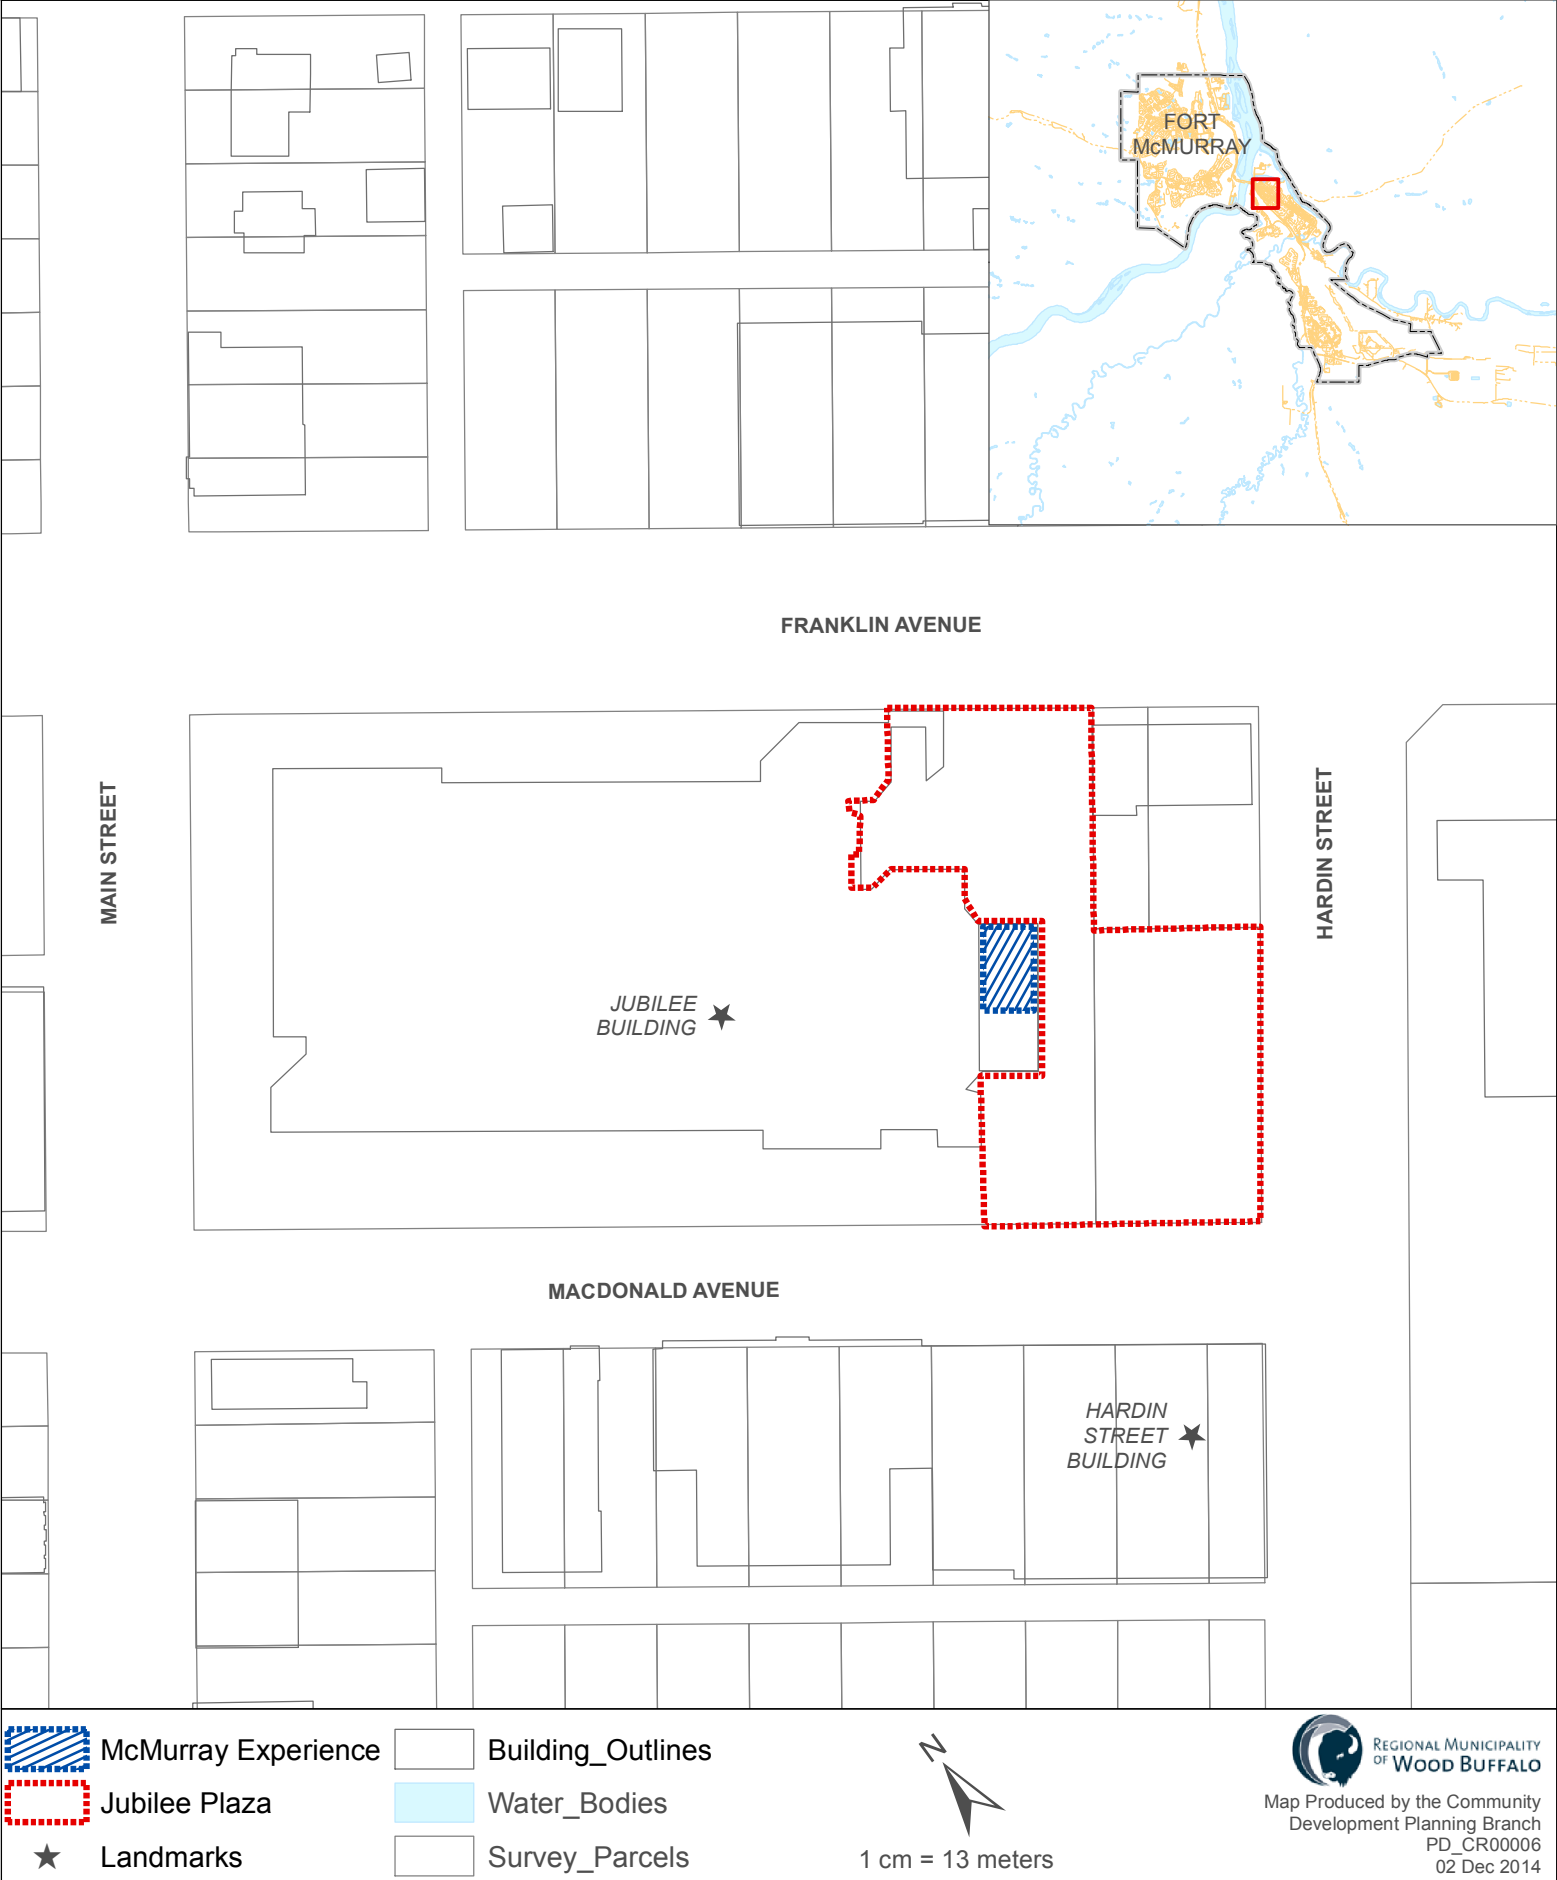 FORT
McMURRAY
FRANKLIN AVENUE
MAIN STREET
HARDIN STREET
JUBILEE
BUILDING
MACDONALD AVENUE
HARDIN
STREET
BUILDING
McMurray Experience
Jubilee Plaza
Landmarks
Building_Outlines
Water_Bodies
Survey_Parcels
N
1 cm = 13 meters
REGIONAL MUNICIPALITY
OF WOOD BUFFALO
Map Produced by the Community
Development Planning Branch
PD_CR00006
02 Dec 2014